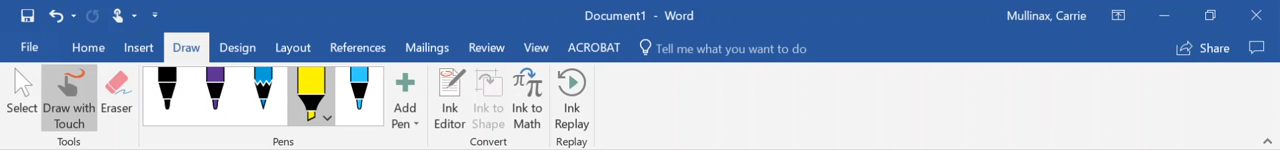 Document1 - Word
Mullinax, Carrie
File Home Insert Draw Design Layout References Mailings Review View ACROBAT Tell me what you want to do Share
Select
Draw with
Touch
Eraser
Add
Pen
Ink
Editor
Ink to
Shape
Ink to
Math
Ink
Replay
Tools
Pens
Convert
Replay